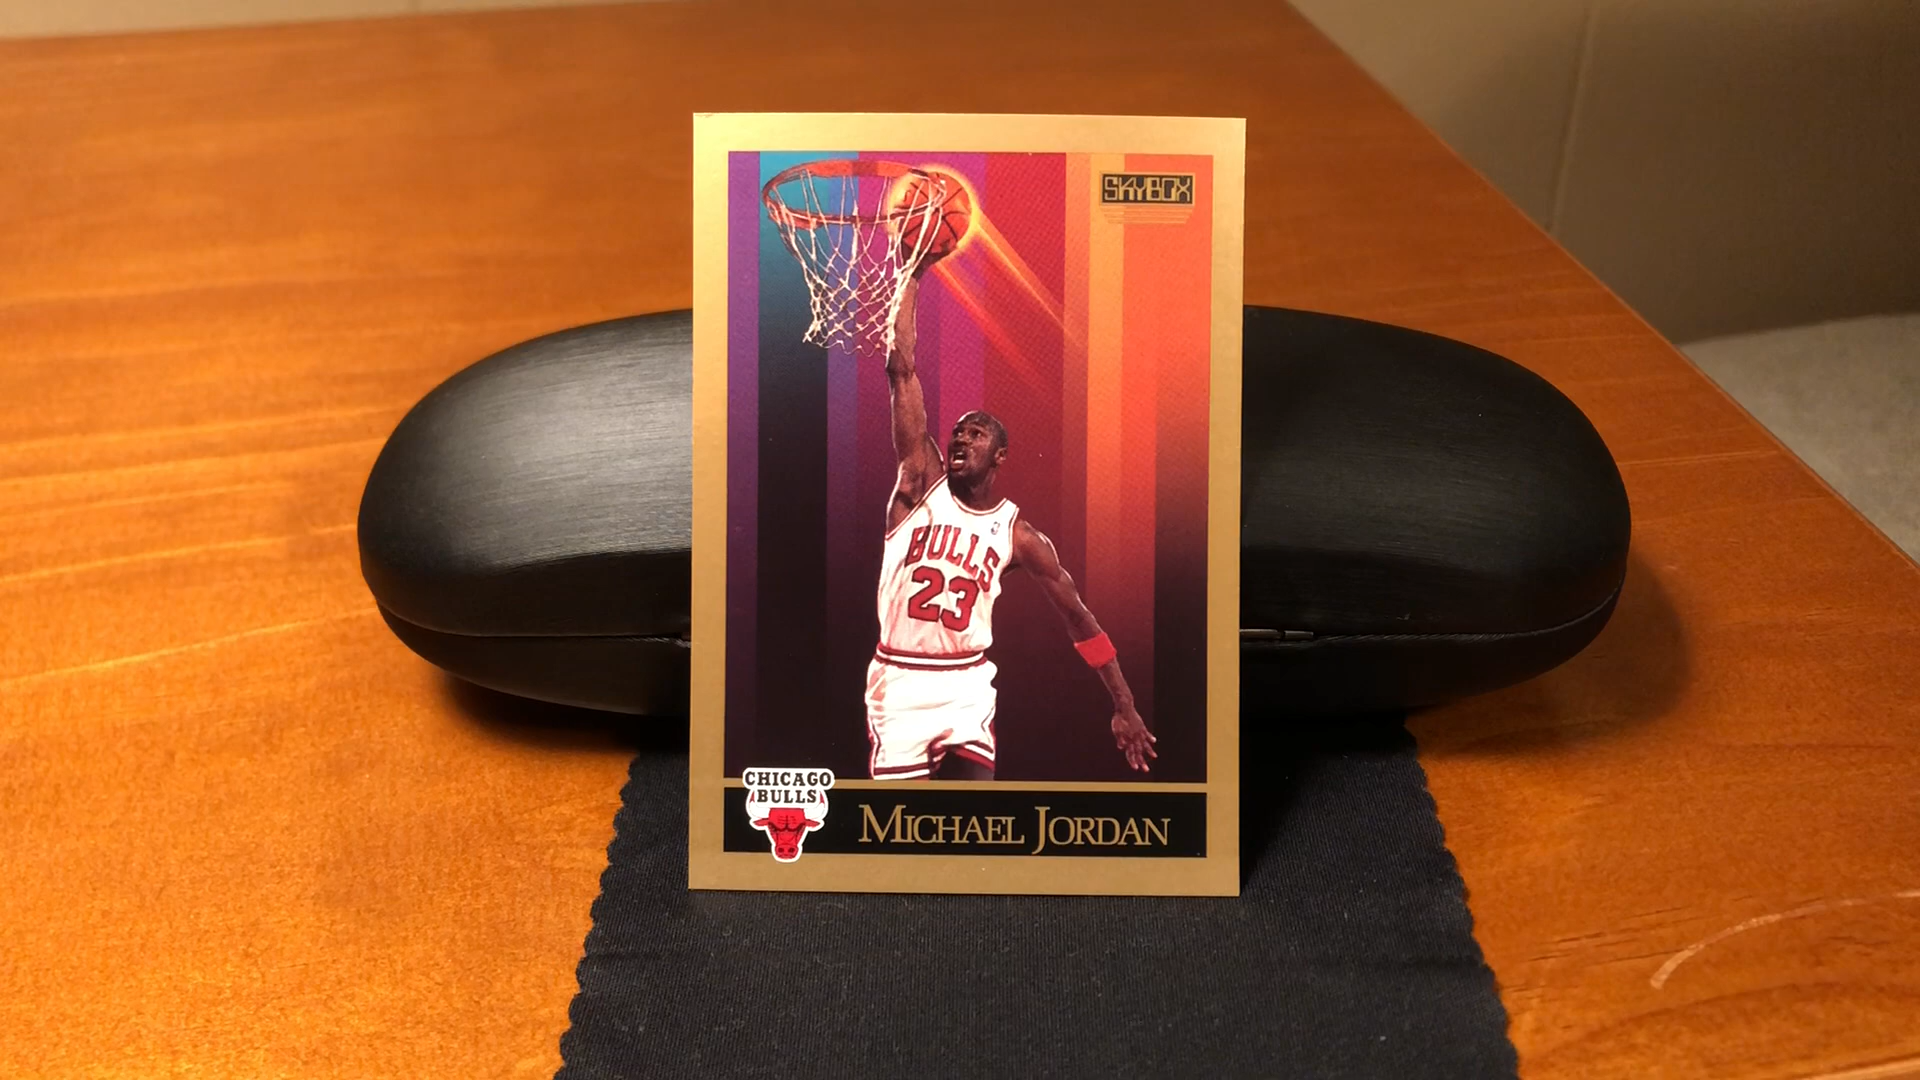 SKYBOX
BULLS
23
CHICAGO
BULLS
MICHAEL JORDAN